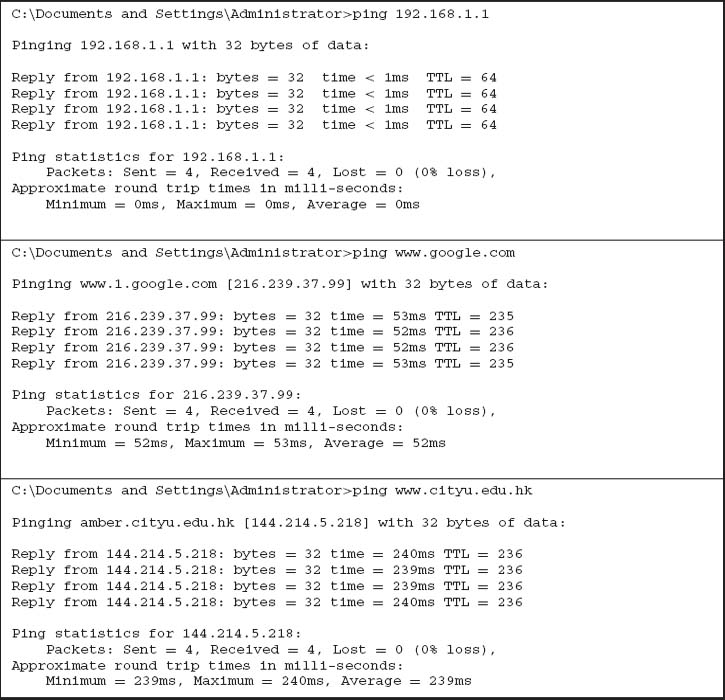 C:\Documents and Settings\Administrator>ping 192.168.1.1
Pinging 192.168.1.1 with 32 bytes of data:
Reply from 192.168.1.1: bytes = 32 time < 1ms TTL = 64
Reply from 192.168.1.1: bytes = 32 time < 1ms TTL = 64
Reply from 192.168.1.1: bytes = 32 time < 1ms TTL = 64
Reply from 192.168.1.1: bytes = 32 time < 1ms TTL = 64
Ping statistics for 192.168.1.1:
Packets: Sent = 4, Received = 4, Lost = 0 (0% loss),
Approximate round trip times in milli-seconds:
Minimum = 0ms, Maximum = 0ms, Average = 0ms
C:\Documents and Settings\Administrator>ping www.google.com
Pinging www.1.google.com [216.239.37.99] with 32 bytes of data:
Reply from 216.239.37.99: bytes = 32 time = 53ms TTL = 235
Reply from 216.239.37.99: bytes = 32 time = 52ms TTL = 236
Reply from 216.239.37.99: bytes = 32 time = 52ms TTL = 236
Reply from 216.239.37.99: bytes = 32 time = 53ms TTL = 235
Ping statistics for 216.239.37.99:
Packets: Sent = 4, Received = 4, Lost = 0 (0% loss),
Approximate round trip times in milli-seconds:
Minimum = 52ms, Maximum = 53ms, Average = 52ms
C:\Documents and Settings\Administrator>ping www.cityu.edu.hk
Pinging amber.cityu.edu.hk [144.214.5.218] with 32 bytes of data:
Reply from 144.214.5.218: bytes = 32 time = 240ms TTL = 236
Reply from 144.214.5.218: bytes = 32 time = 239ms TTL = 236
Reply from 144.214.5.218: bytes = 32 time = 239ms TTL = 236
Reply from 144.214.5.218: bytes = 32 time = 240ms TTL = 236
Ping statistics for 144.214.5.218:
Packets: Sent = 4, Received = 4, Lost = 0 (0% loss),
Approximate round trip times in milli-seconds:
Minimum = 239ms, Maximum = 240ms, Average = 239ms